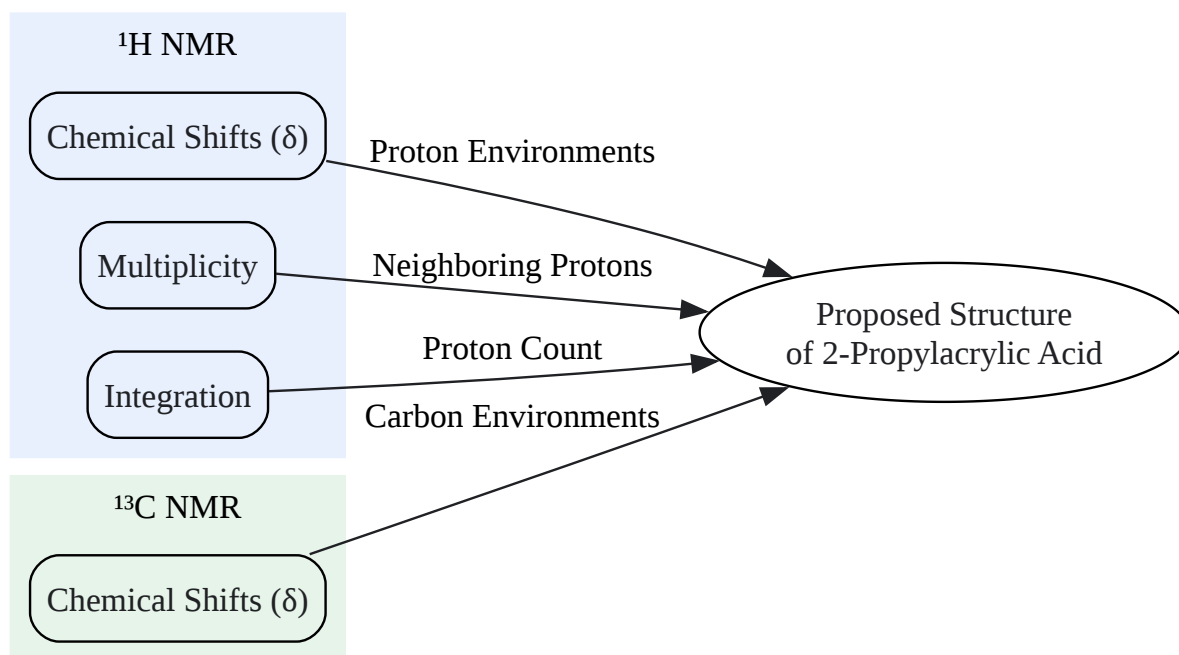 ¹H NMR
Chemical Shifts (δ)
Proton Environments
Multiplicity
Neighboring Protons
Proposed Structure
of 2-Propylacrylic Acid
Proton Count
Integration
Carbon Environments
¹³C NMR
Chemical Shifts (δ)